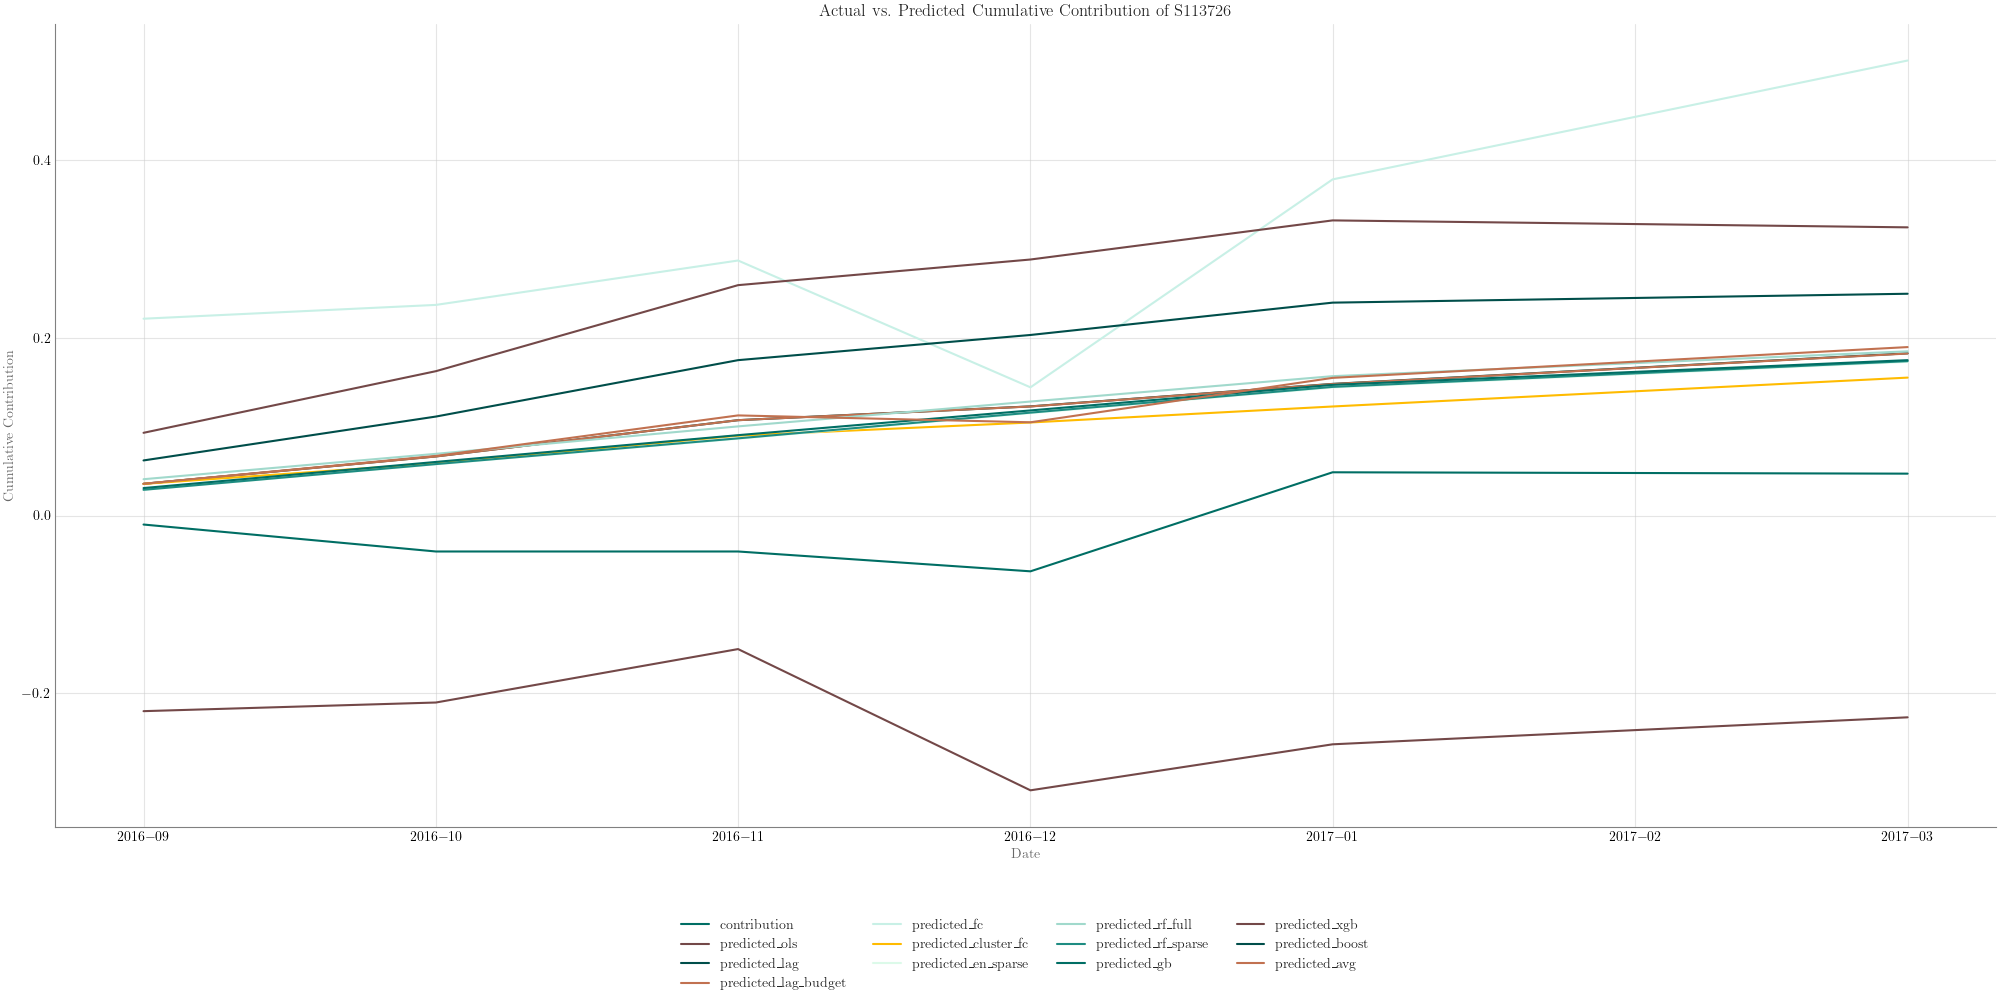 Actual vs. Predicted Cumulative Contribution of S113726
Cumulative Contribution
0.4
0.2
0.0
−0.2
2016−09 2016−10 2016−11 2016−12 2017−01 2017−02 2017−03
Date
contribution predicted_fc predicted_rf_full predicted_xgb
predicted_ols predicted_cluster_fc predicted_rf_sparse predicted_boost
predicted_lag predicted_en_sparse predicted_gb predicted_avg
predicted_lag_budget